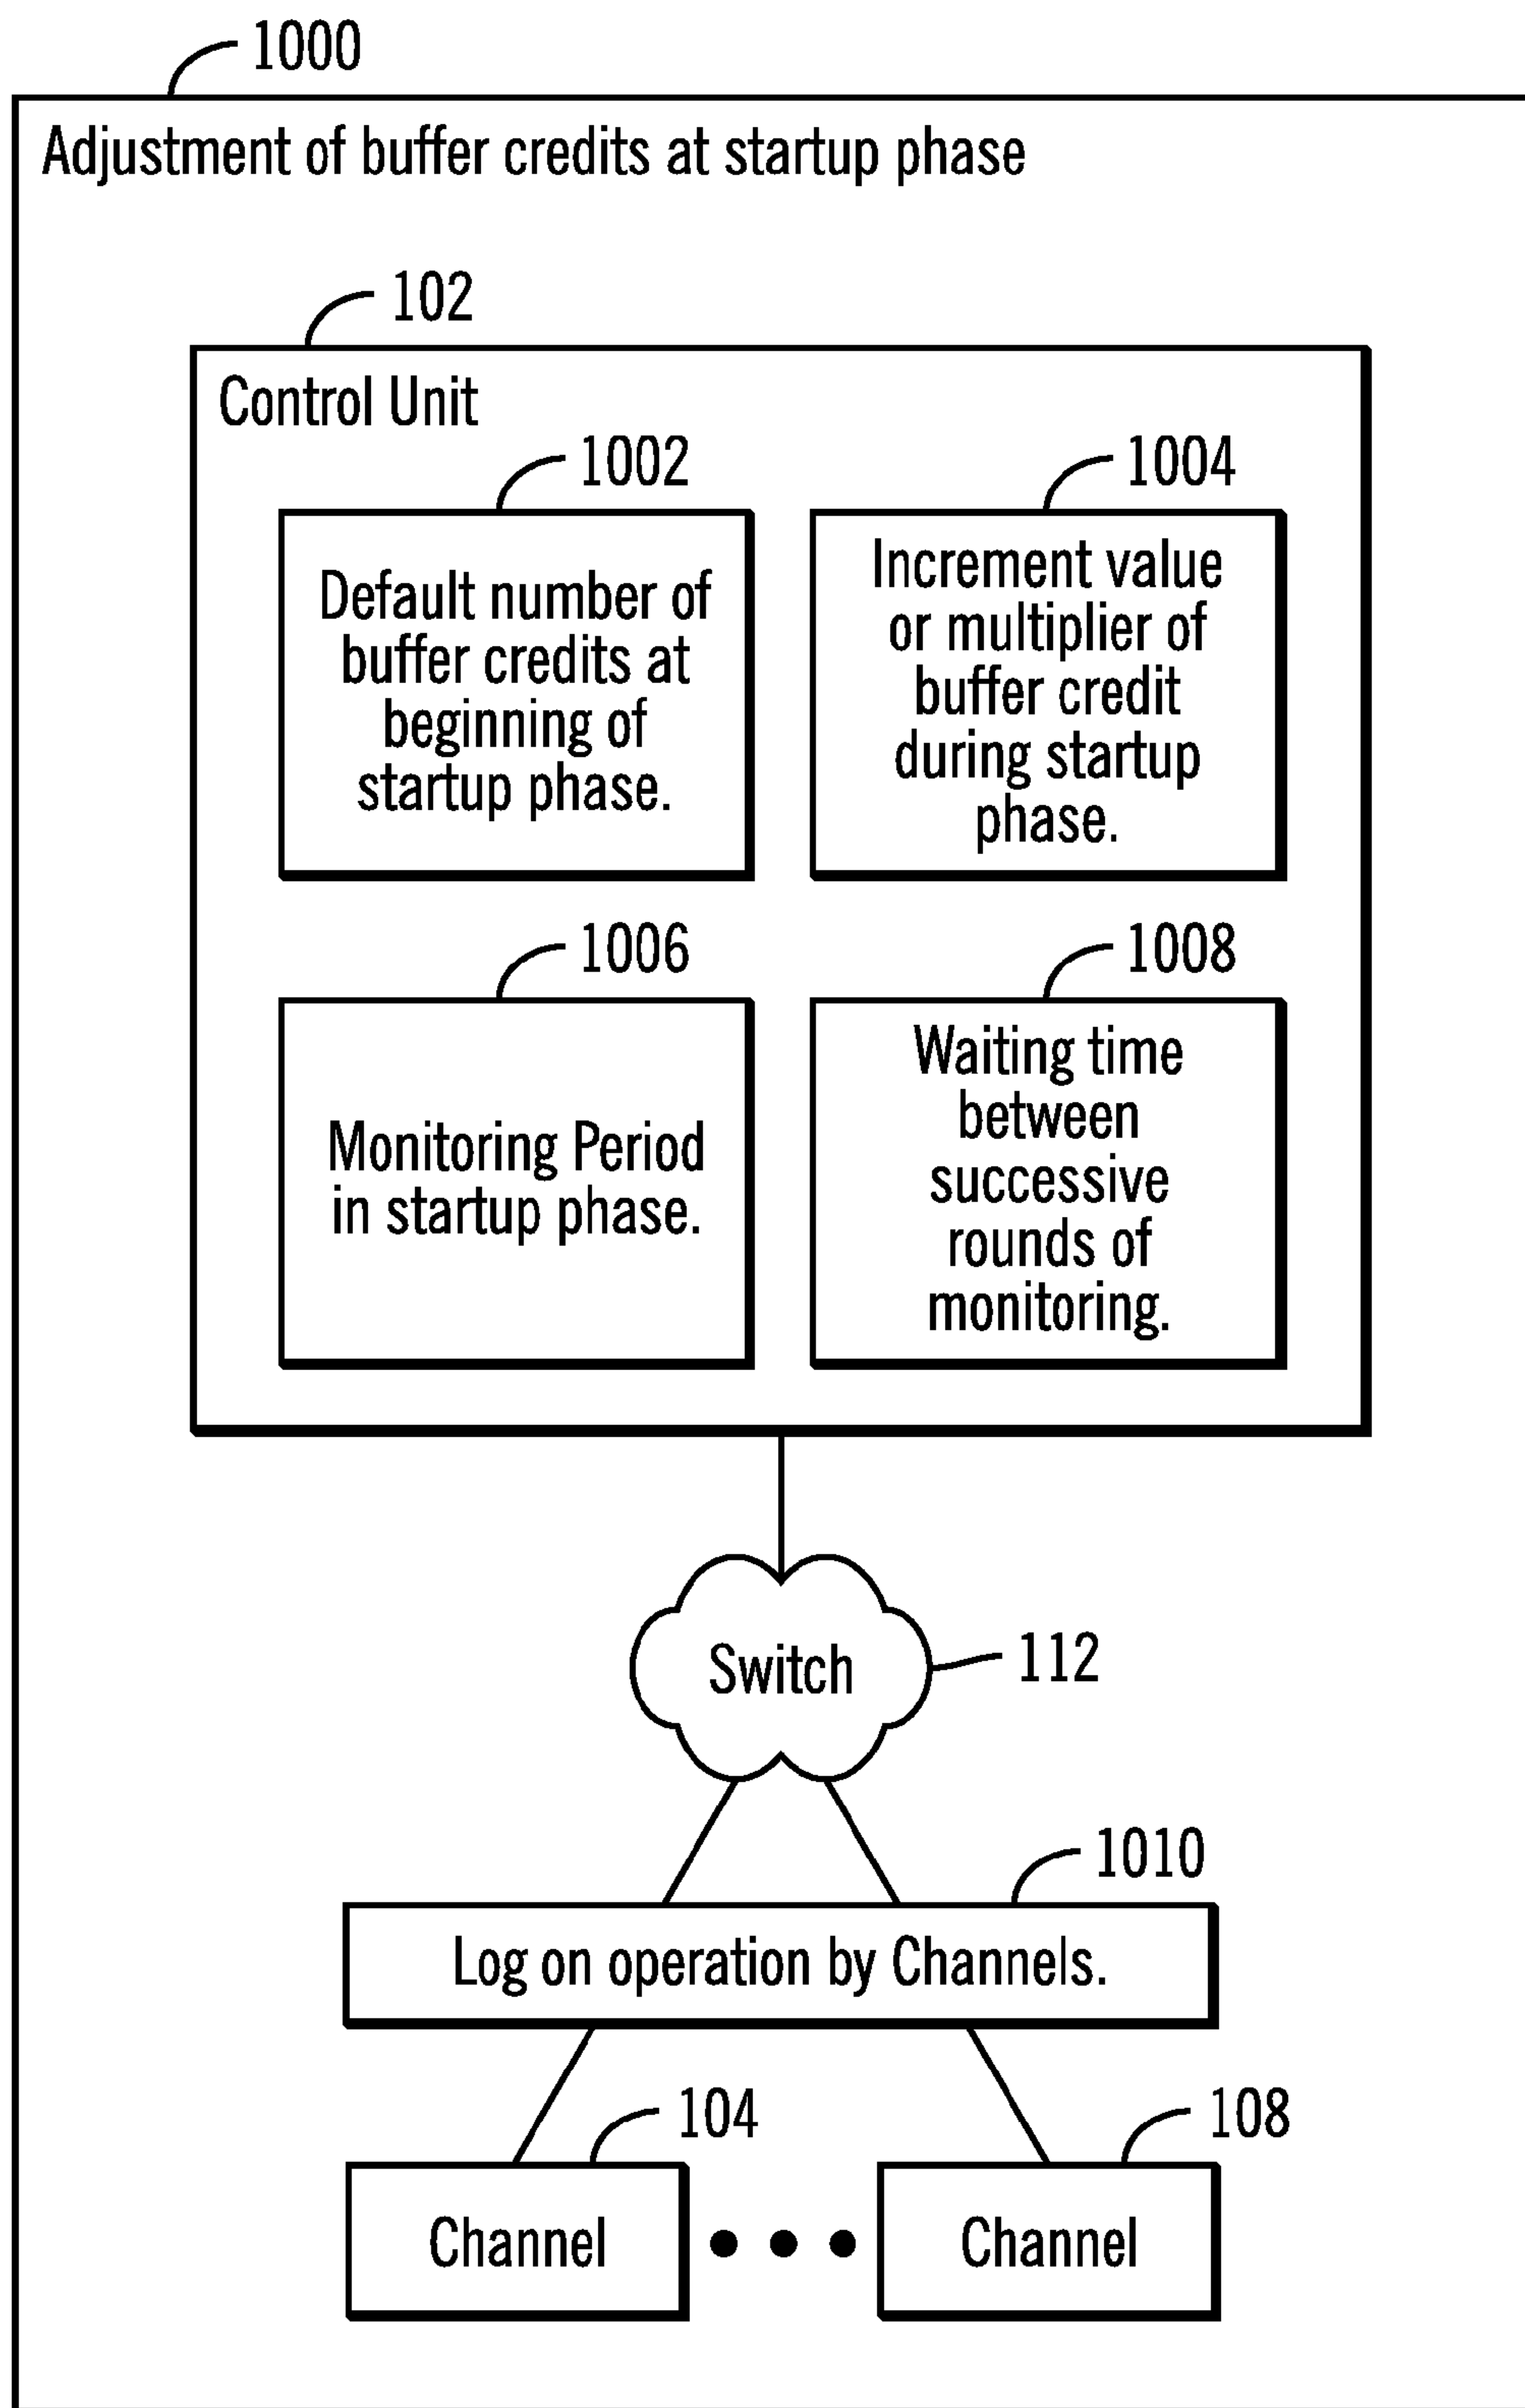 1000
Adjustment of buffer credits at startup phase
102
Control Unit
1002
Default number of
buffer credits at
beginning of
startup phase.
1004
Increment value
or multiplier of
buffer credit
during startup
phase.
1006
Monitoring Period
in startup phase.
1008
Waiting time
between
successive
rounds of
monitoring.
Switch
112
1010
Log on operation by Channels.
104
Channel
108
Channel